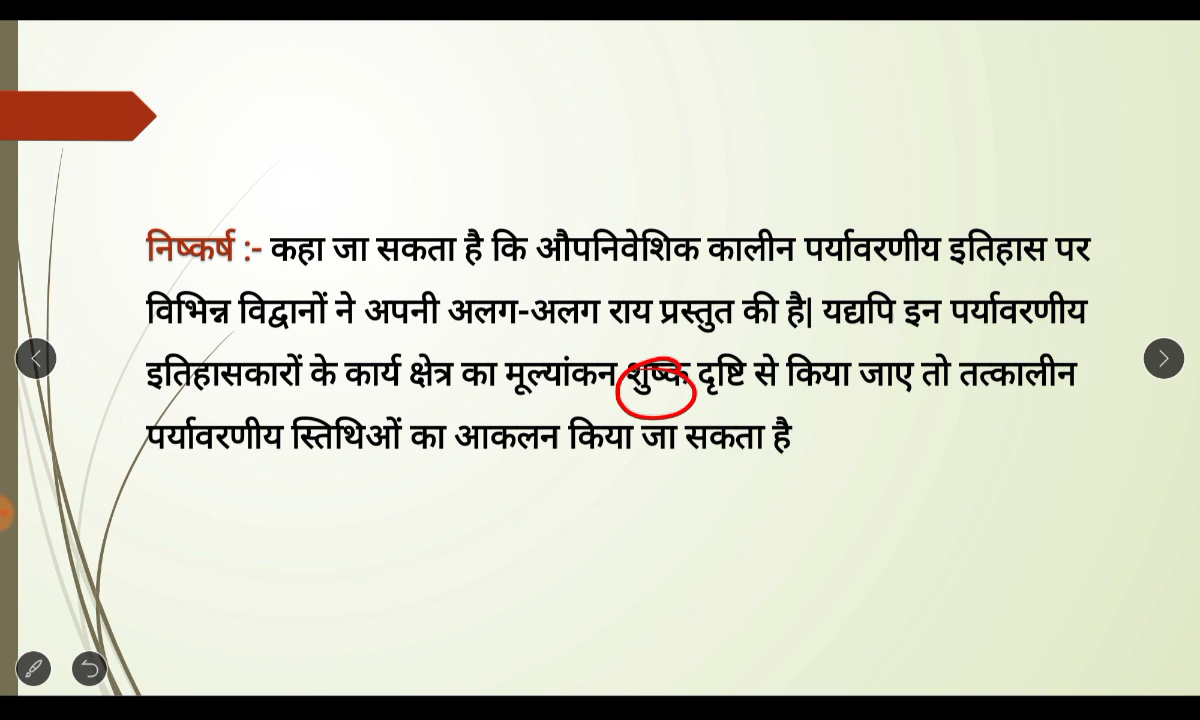 निष्कर्ष :- कहा जा सकता है कि औपनिवेशिक कालीन पर्यावरणीय इतिहास पर
विभिन्न विद्वानों ने अपनी अलग-अलग राय प्रस्तुत की है| यद्यपि इन पर्यावरणीय
इतिहासकारों के कार्य क्षेत्र का मूल्यांकन शुष्क दृष्टि से किया जाए तो तत्कालीन
पर्यावरणीय स्तिथिओं का आकलन किया जा सकता है